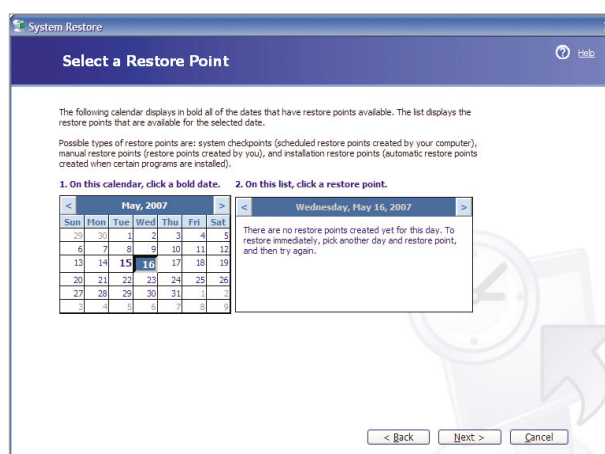 System Restore
Select a Restore Point
Help
The following calendar displays in bold all of the dates that have restore points available. The list displays the
restore points that are available for the selected date.
Possible types of restore points are: system checkpoints (scheduled restore points created by your computer),
manual restore points (restore points created by you), and installation restore points (automatic restore points
created when certain programs are installed).
1. On this calendar, click a bold date.
2. On this list, click a restore point.
< May, 2007 >
Sun Mon Tue Wed Thu Fri Sat
29 30 1 2 3 4 5
6 7 8 9 10 11 12
13 14 15 16 17 18 19
20 21 22 23 24 25 26
27 28 29 30 31 1 2
3 4 5 6 7 8 9
< Wednesday, May 16, 2007 >
There are no restore points created yet for this day. To
restore immediately, pick another day and restore point,
and then try again.
< Back Next > Cancel